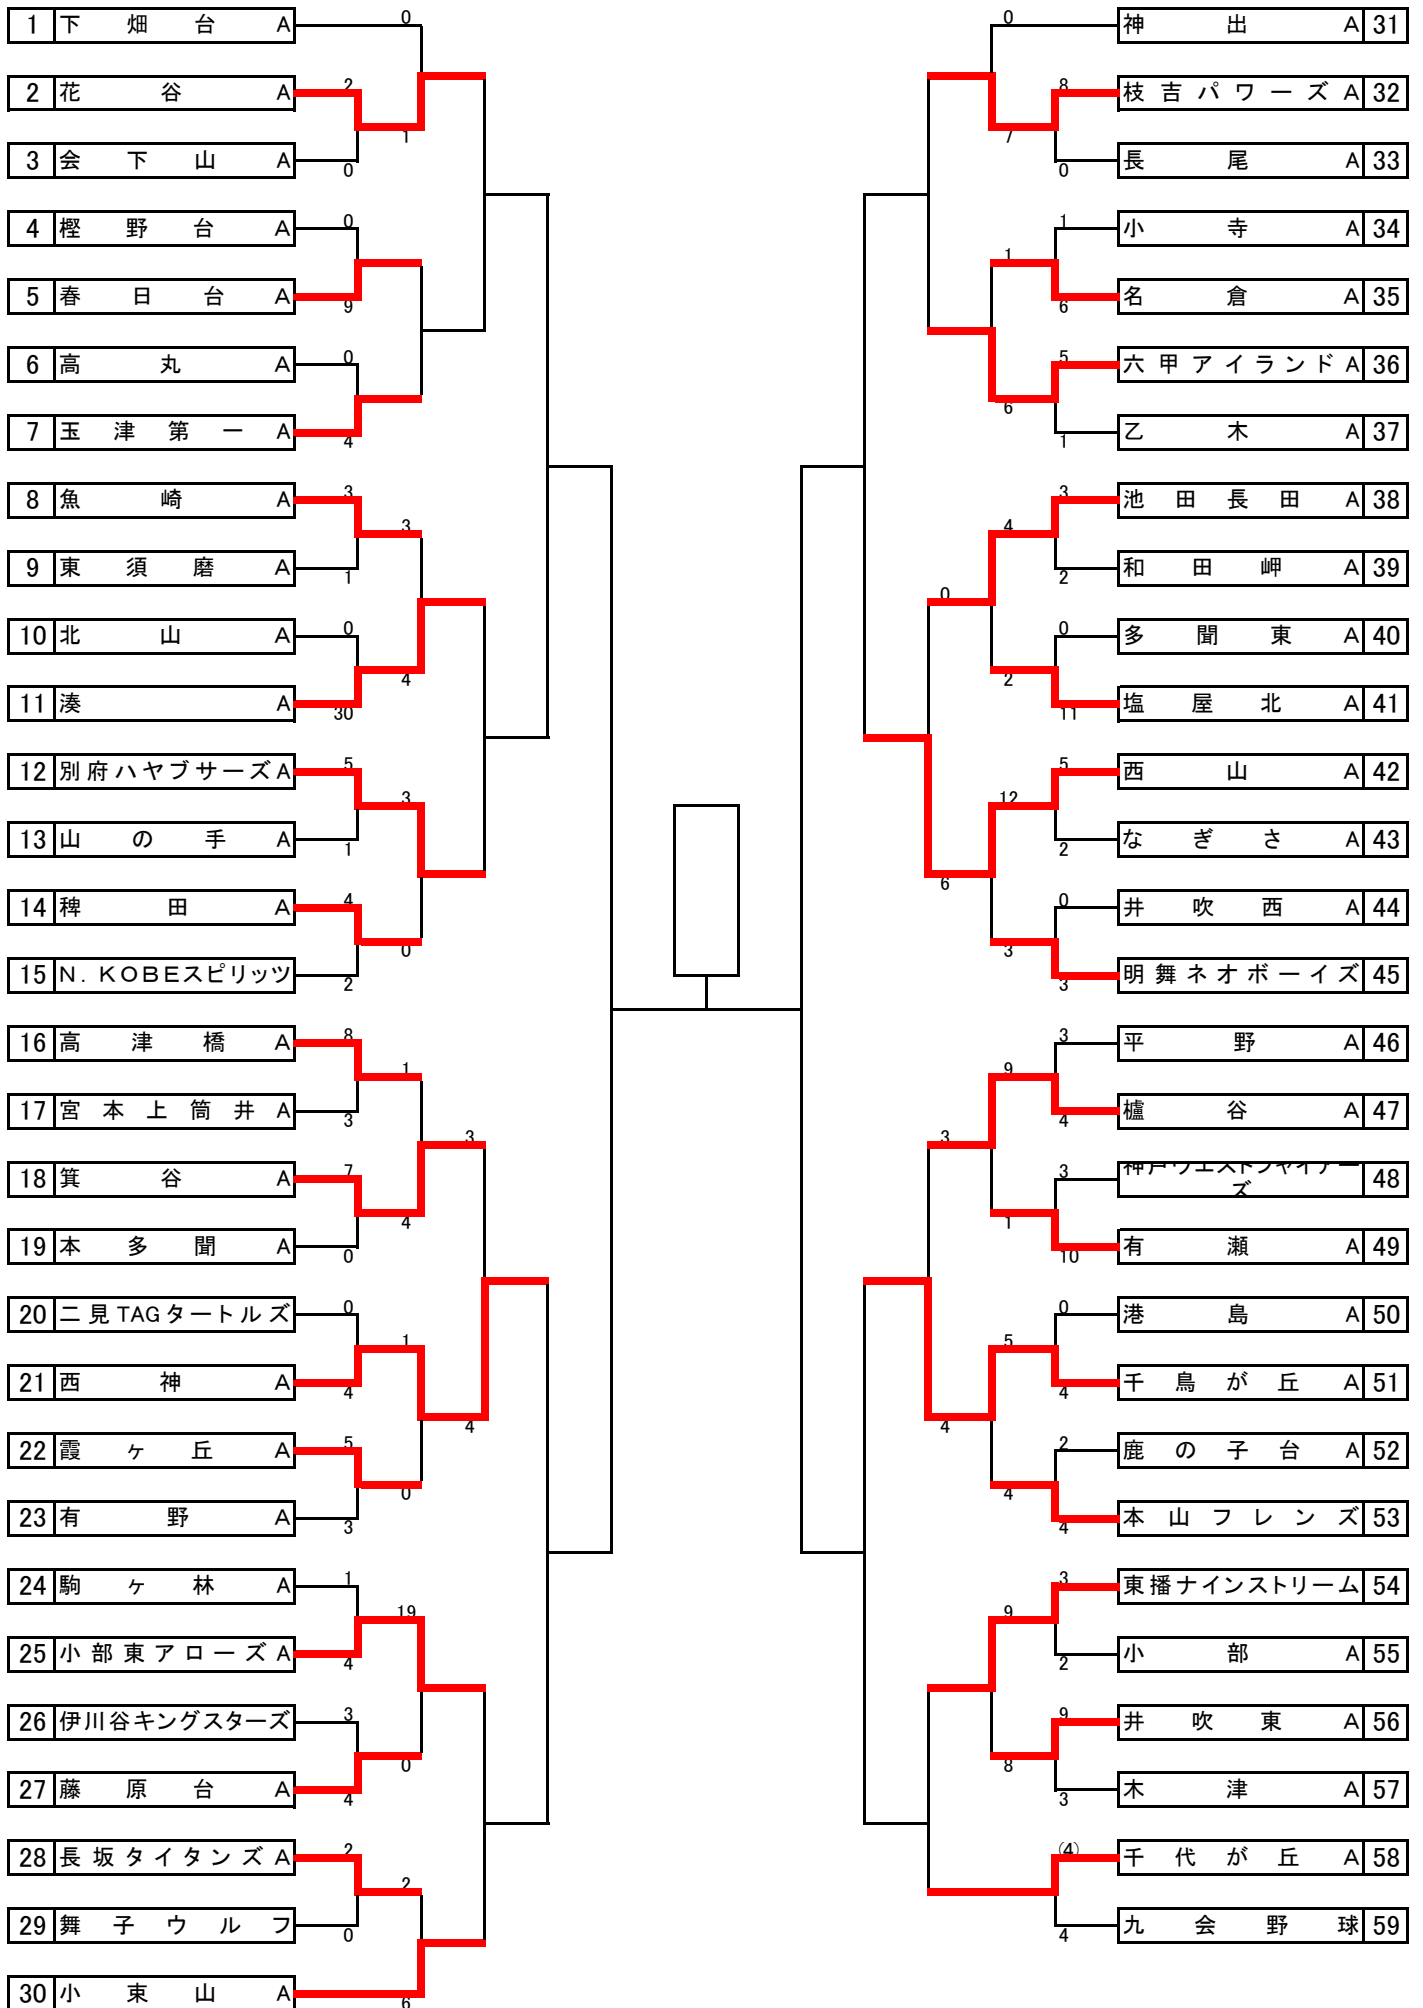 1 下畑台 A
0
2 花谷 A
2
1
3 会下山 A
0
4 樫野台 A
0
5 春日台 A
9
6 高丸 A
0
7 玉津第一 A
4
8 魚崎 A
3
3
9 東須磨 A
1
10 北山 A
0
4
11 湊 A
30
12 別府ハヤブサーズ A
5
3
13 山の手 A
1
14 稗田 A
4
0
15 N. KOBEスピリッツ
2
16 高津橋 A
8
1
17 宮本上筒井 A
3
3
18 箕谷 A
7
4
19 本多聞 A
0
20 二見TAGタートルズ
0
1
21 西神 A
4
4
22 霞ヶ丘 A
5
0
23 有野 A
3
24 駒ヶ林 A
1
19
25 小部東アローズ A
4
26 伊川谷キングスターズ
3
0
27 藤原台 A
4
28 長坂タイタンズ A
2
2
29 舞子ウルフ
0
30 小東山 A
6
0
神出 A 31
8
枝吉パワーズ A 32
7
0
長尾 A 33
1
小寺 A 34
1
6
名倉 A 35
5
六甲アイランド A 36
6
1
乙木 A 37
3
池田長田 A 38
4
2
和田岬 A 39
0
0
多聞東 A 40
2
11
塩屋北 A 41
5
西山 A 42
12
2
なぎさ A 43
6
0
井吹西 A 44
3
3
明舞ネオボーイズ 45
3
平野 A 46
9
4
櫨谷 A 47
3
3
神戸ウエストジャイアーズ 48
1
10
有瀬 A 49
0
港島 A 50
5
4
千鳥が丘 A 51
4
2
鹿の子台 A 52
4
4
本山フレンズ 53
3
東播ナインストリーム 54
9
2
小部 A 55
9
井吹東 A 56
8
3
木津 A 57
(4)
千代が丘 A 58
4
九会野球 59